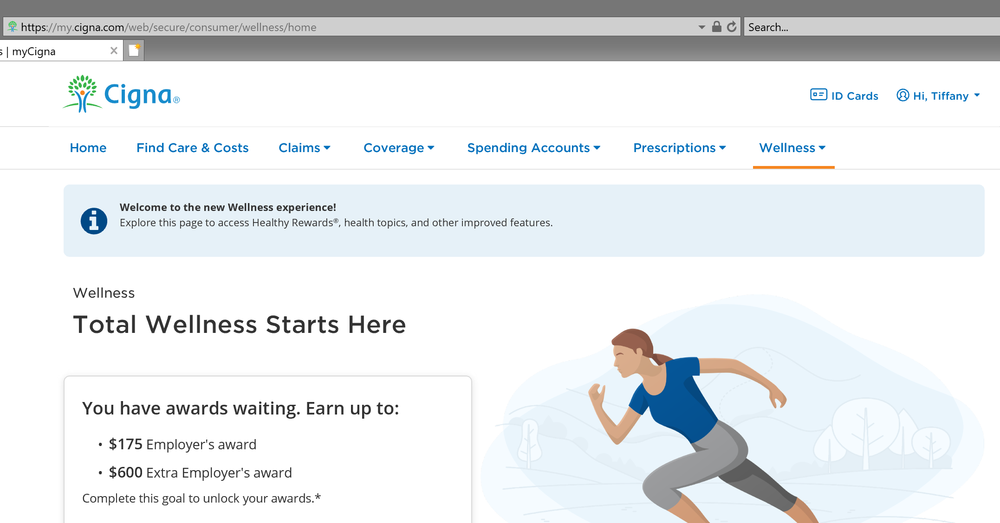 https://my.cigna.com/web/secure/consumer/wellness/home
Search...
s | myCigna
Cigna®
ID Cards
Hi, Tiffany
Home
Find Care & Costs
Claims
Coverage
Spending Accounts
Prescriptions
Wellness
Welcome to the new Wellness experience!
Explore this page to access Healthy Rewards®, health topics, and other improved features.
Wellness
Total Wellness Starts Here
You have awards waiting. Earn up to:
• $175 Employer's award
• $600 Extra Employer's award
Complete this goal to unlock your awards.*